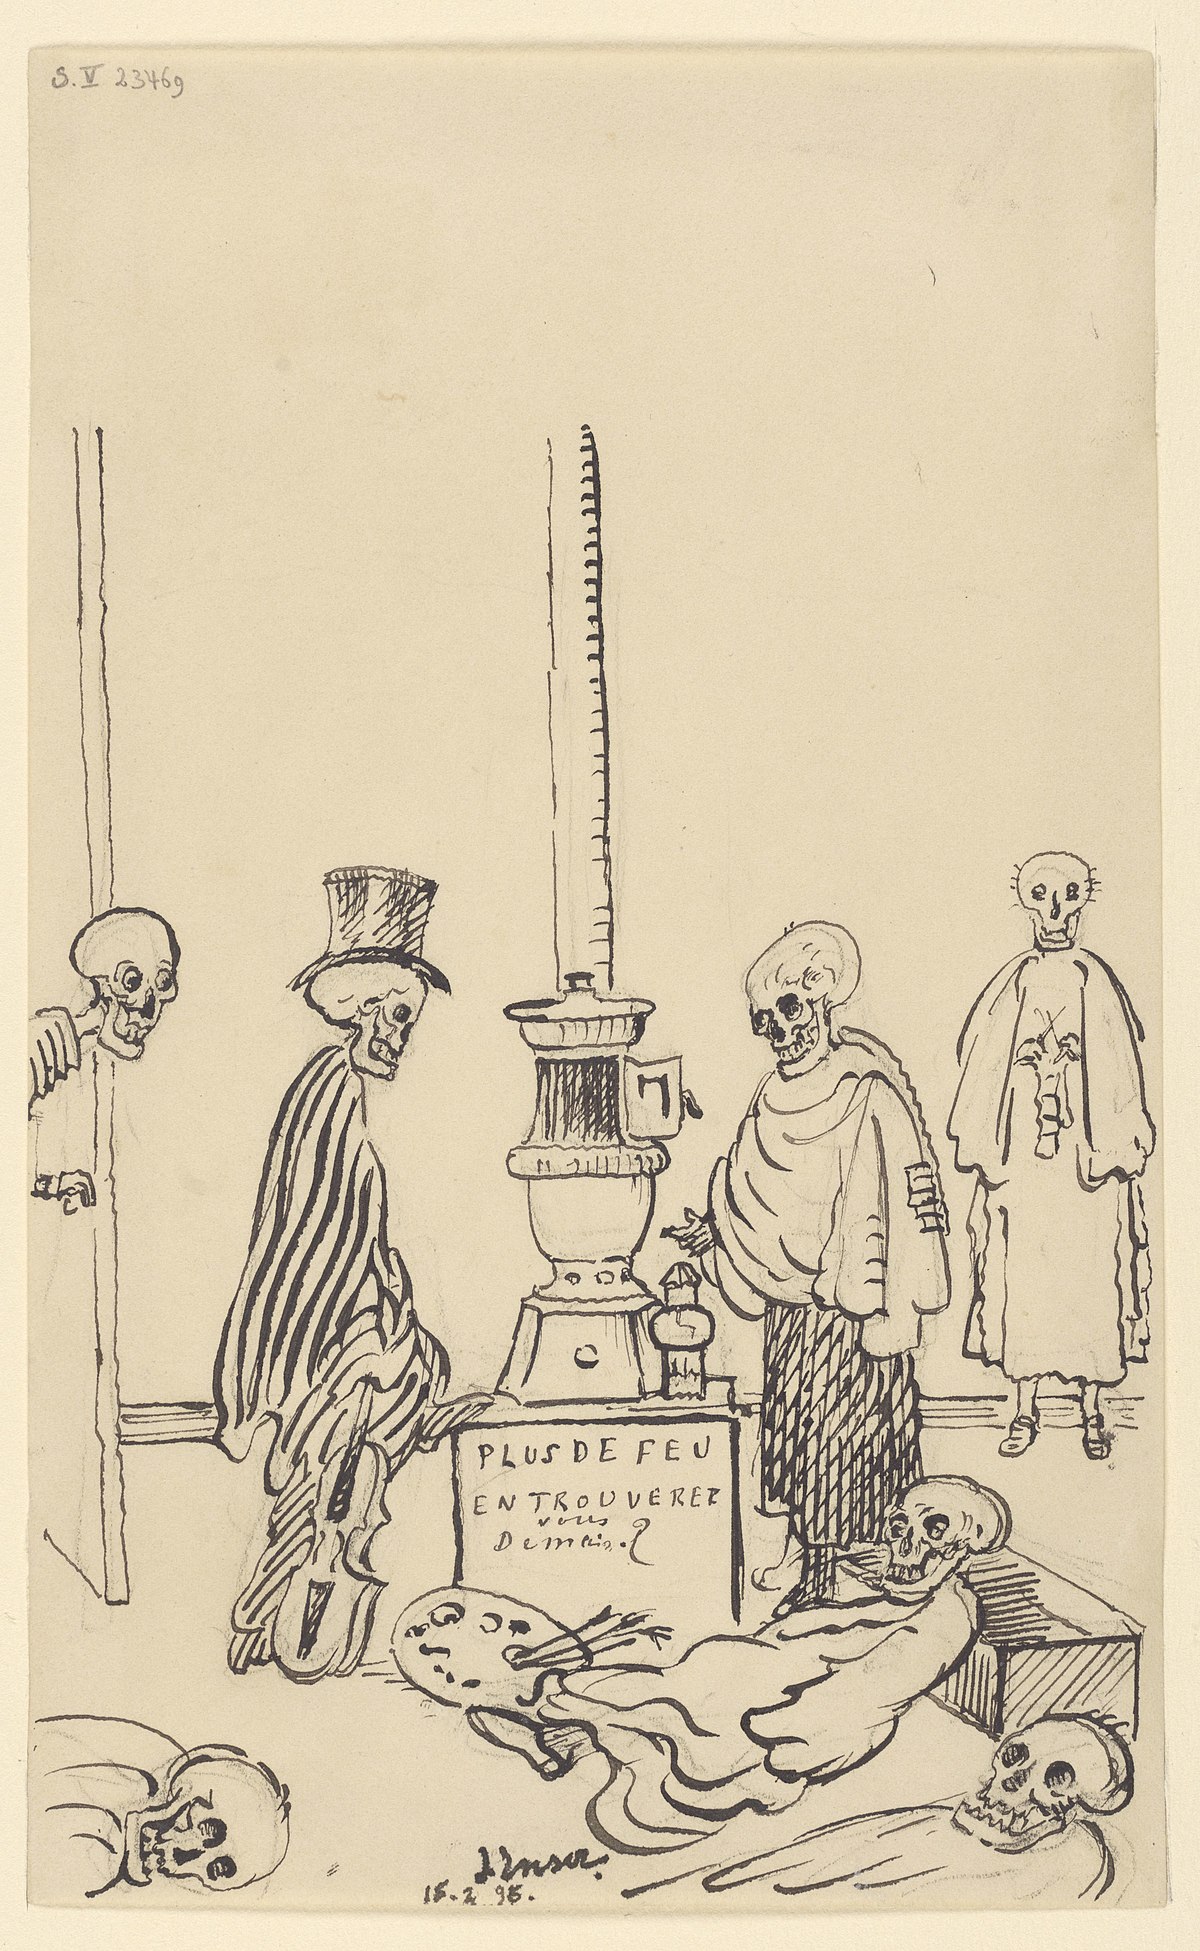 S. V 23469
PLUS DE FEU
EN TROUVEREZ
vous
Demain.?
J Ensor.
15.2 95.